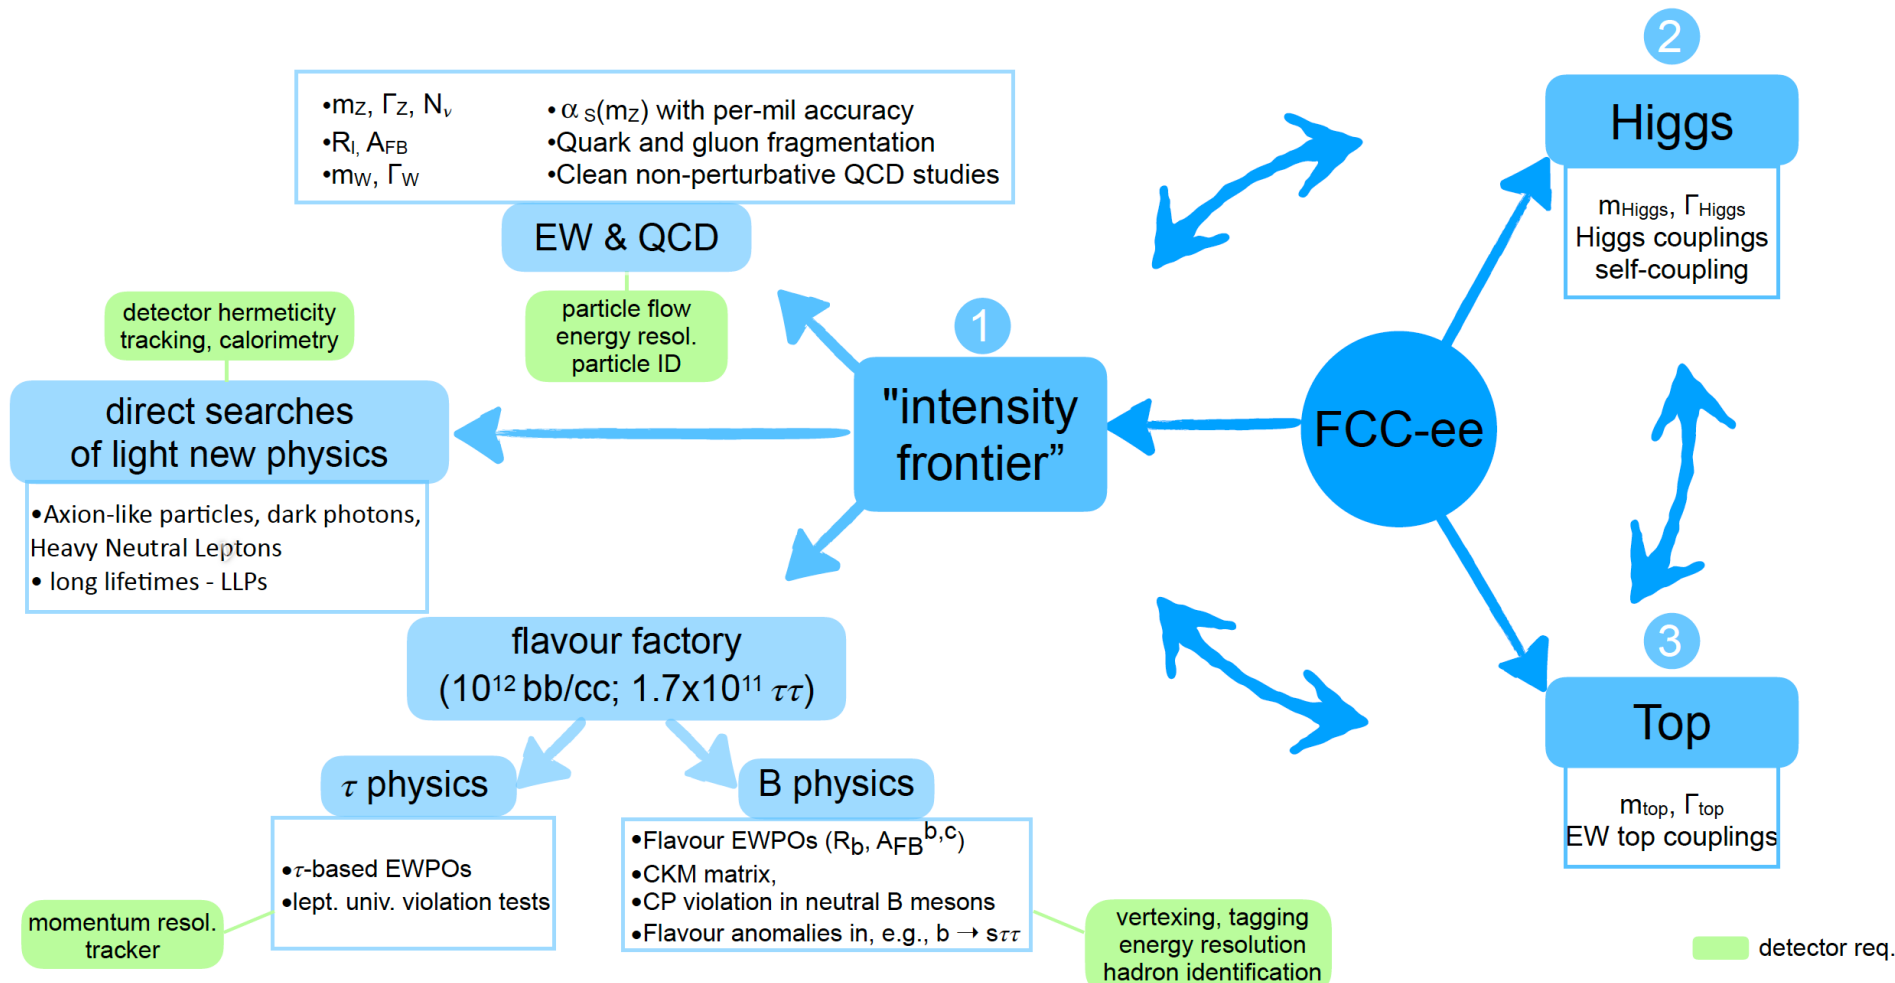 2
Higgs
mHiggs, ΓHiggs
Higgs couplings
self-coupling
•mZ, ΓZ, Nν
•Rl, AFB
•mW, ΓW
•αS(mZ) with per-mil accuracy
•Quark and gluon fragmentation
•Clean non-perturbative QCD studies
EW & QCD
particle flow
energy resol.
particle ID
detector hermeticity
tracking, calorimetry
1
"intensity
frontier”
FCC-ee
direct searches
of light new physics
•Axion-like particles, dark photons,
Heavy Neutral Leptons
• long lifetimes - LLPs
flavour factory
(10¹² bb/cc; 1.7x10¹¹ ττ)
3
Top
mtop, Γtop
EW top couplings
τ physics
•τ-based EWPOs
•lept. univ. violation tests
momentum resol.
tracker
B physics
•Flavour EWPOs (Rb, AFBb,c)
•CKM matrix,
•CP violation in neutral B mesons
•Flavour anomalies in, e.g., b → sττ
vertexing, tagging
energy resolution
hadron identification
detector req.